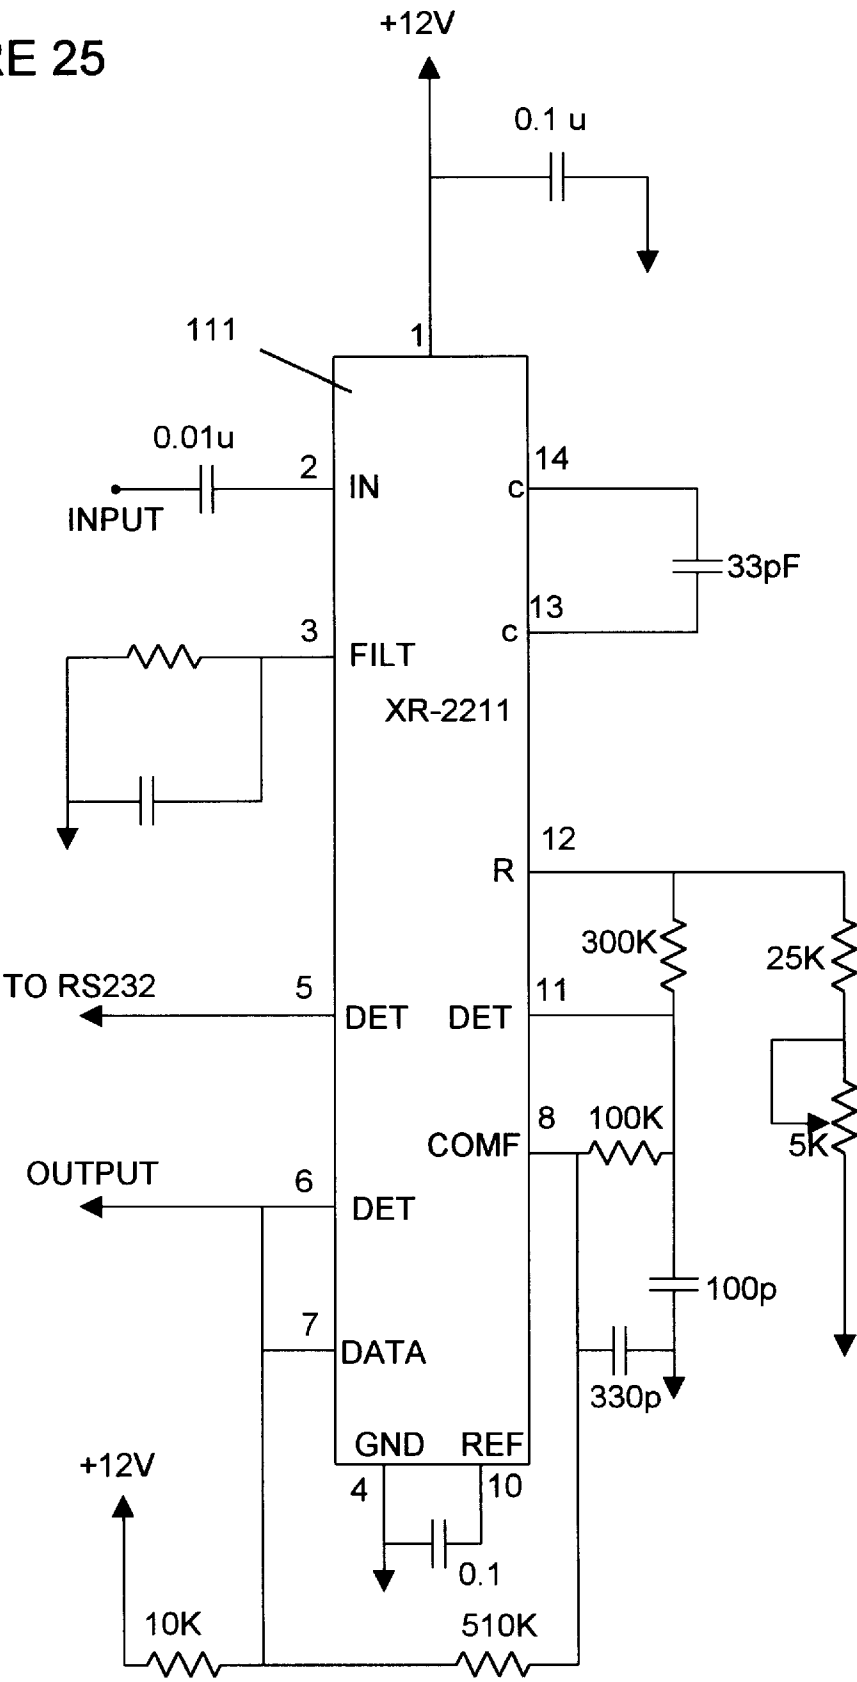 RE 25
+12V
0.1 u
111
1
0.01u
2
IN
INPUT
14
c
33pF
13
c
3
FILT
XR-2211
12
R
300K
25K
TO RS232
5
DET
11
DET
8
100K
COMF
5K
OUTPUT
6
DET
100p
7
DATA
330p
GND
REF
4
10
+12V
0.1
10K
510K